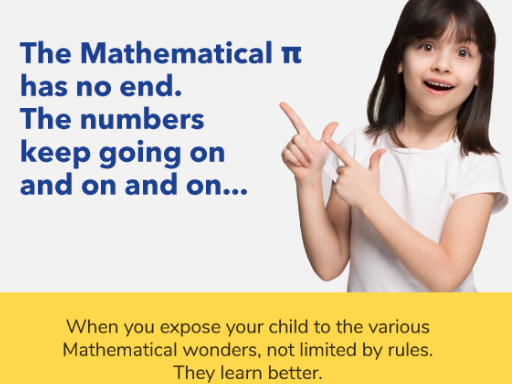 The Mathematical π
has no end.
The numbers
keep going on
and on and on...
When you expose your child to the various
Mathematical wonders, not limited by rules.
They learn better.